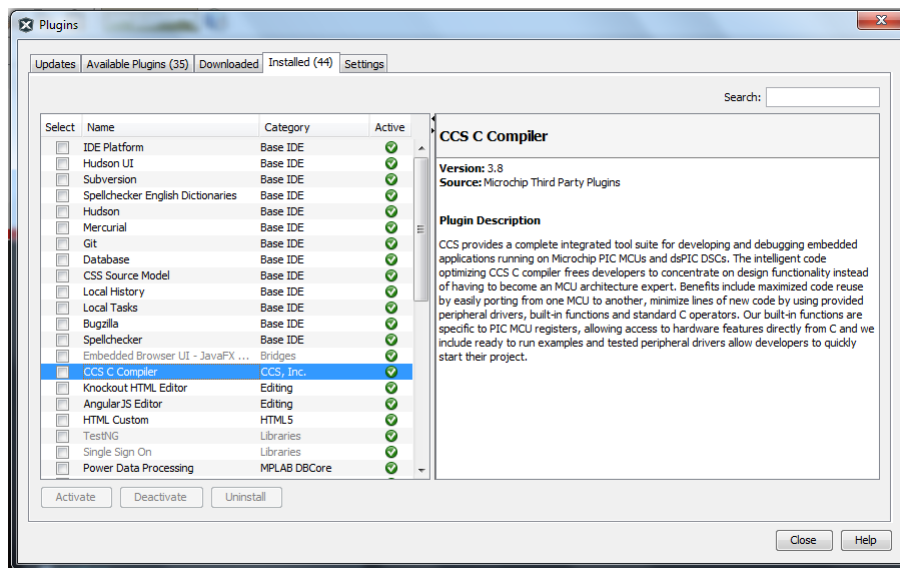 Plugins
Updates Available Plugins (35) Downloaded Installed (44) Settings
Search:
Select Name Category Active
IDE Platform Base IDE
Hudson UI Base IDE
Subversion Base IDE
Spellchecker English Dictionaries Base IDE
Hudson Base IDE
Mercurial Base IDE
Git Base IDE
Database Base IDE
CSS Source Model Base IDE
Local History Base IDE
Local Tasks Base IDE
Bugzilla Base IDE
Spellchecker Base IDE
Embedded Browser UI - JavaFX ... Bridges
CCS C Compiler CCS, Inc.
Knockout HTML Editor Editing
AngularJS Editor Editing
HTML Custom HTML5
TestNG Libraries
Single Sign On Libraries
Power Data Processing MPLAB DBCore
CCS C Compiler
Version: 3.8
Source: Microchip Third Party Plugins
Plugin Description
CCS provides a complete integrated tool suite for developing and debugging embedded
applications running on Microchip PIC MCUs and dsPIC DSCs. The intelligent code
optimizing CCS C compiler frees developers to concentrate on design functionality instead
of having to become an MCU architecture expert. Benefits include maximized code reuse
by easily porting from one MCU to another, minimize lines of new code by using provided
peripheral drivers, built-in functions and standard C operators. Our built-in functions are
specific to PIC MCU registers, allowing access to hardware features directly from C and we
include ready to run examples and tested peripheral drivers allow developers to quickly
start their project.
Activate Deactivate Uninstall
Close Help